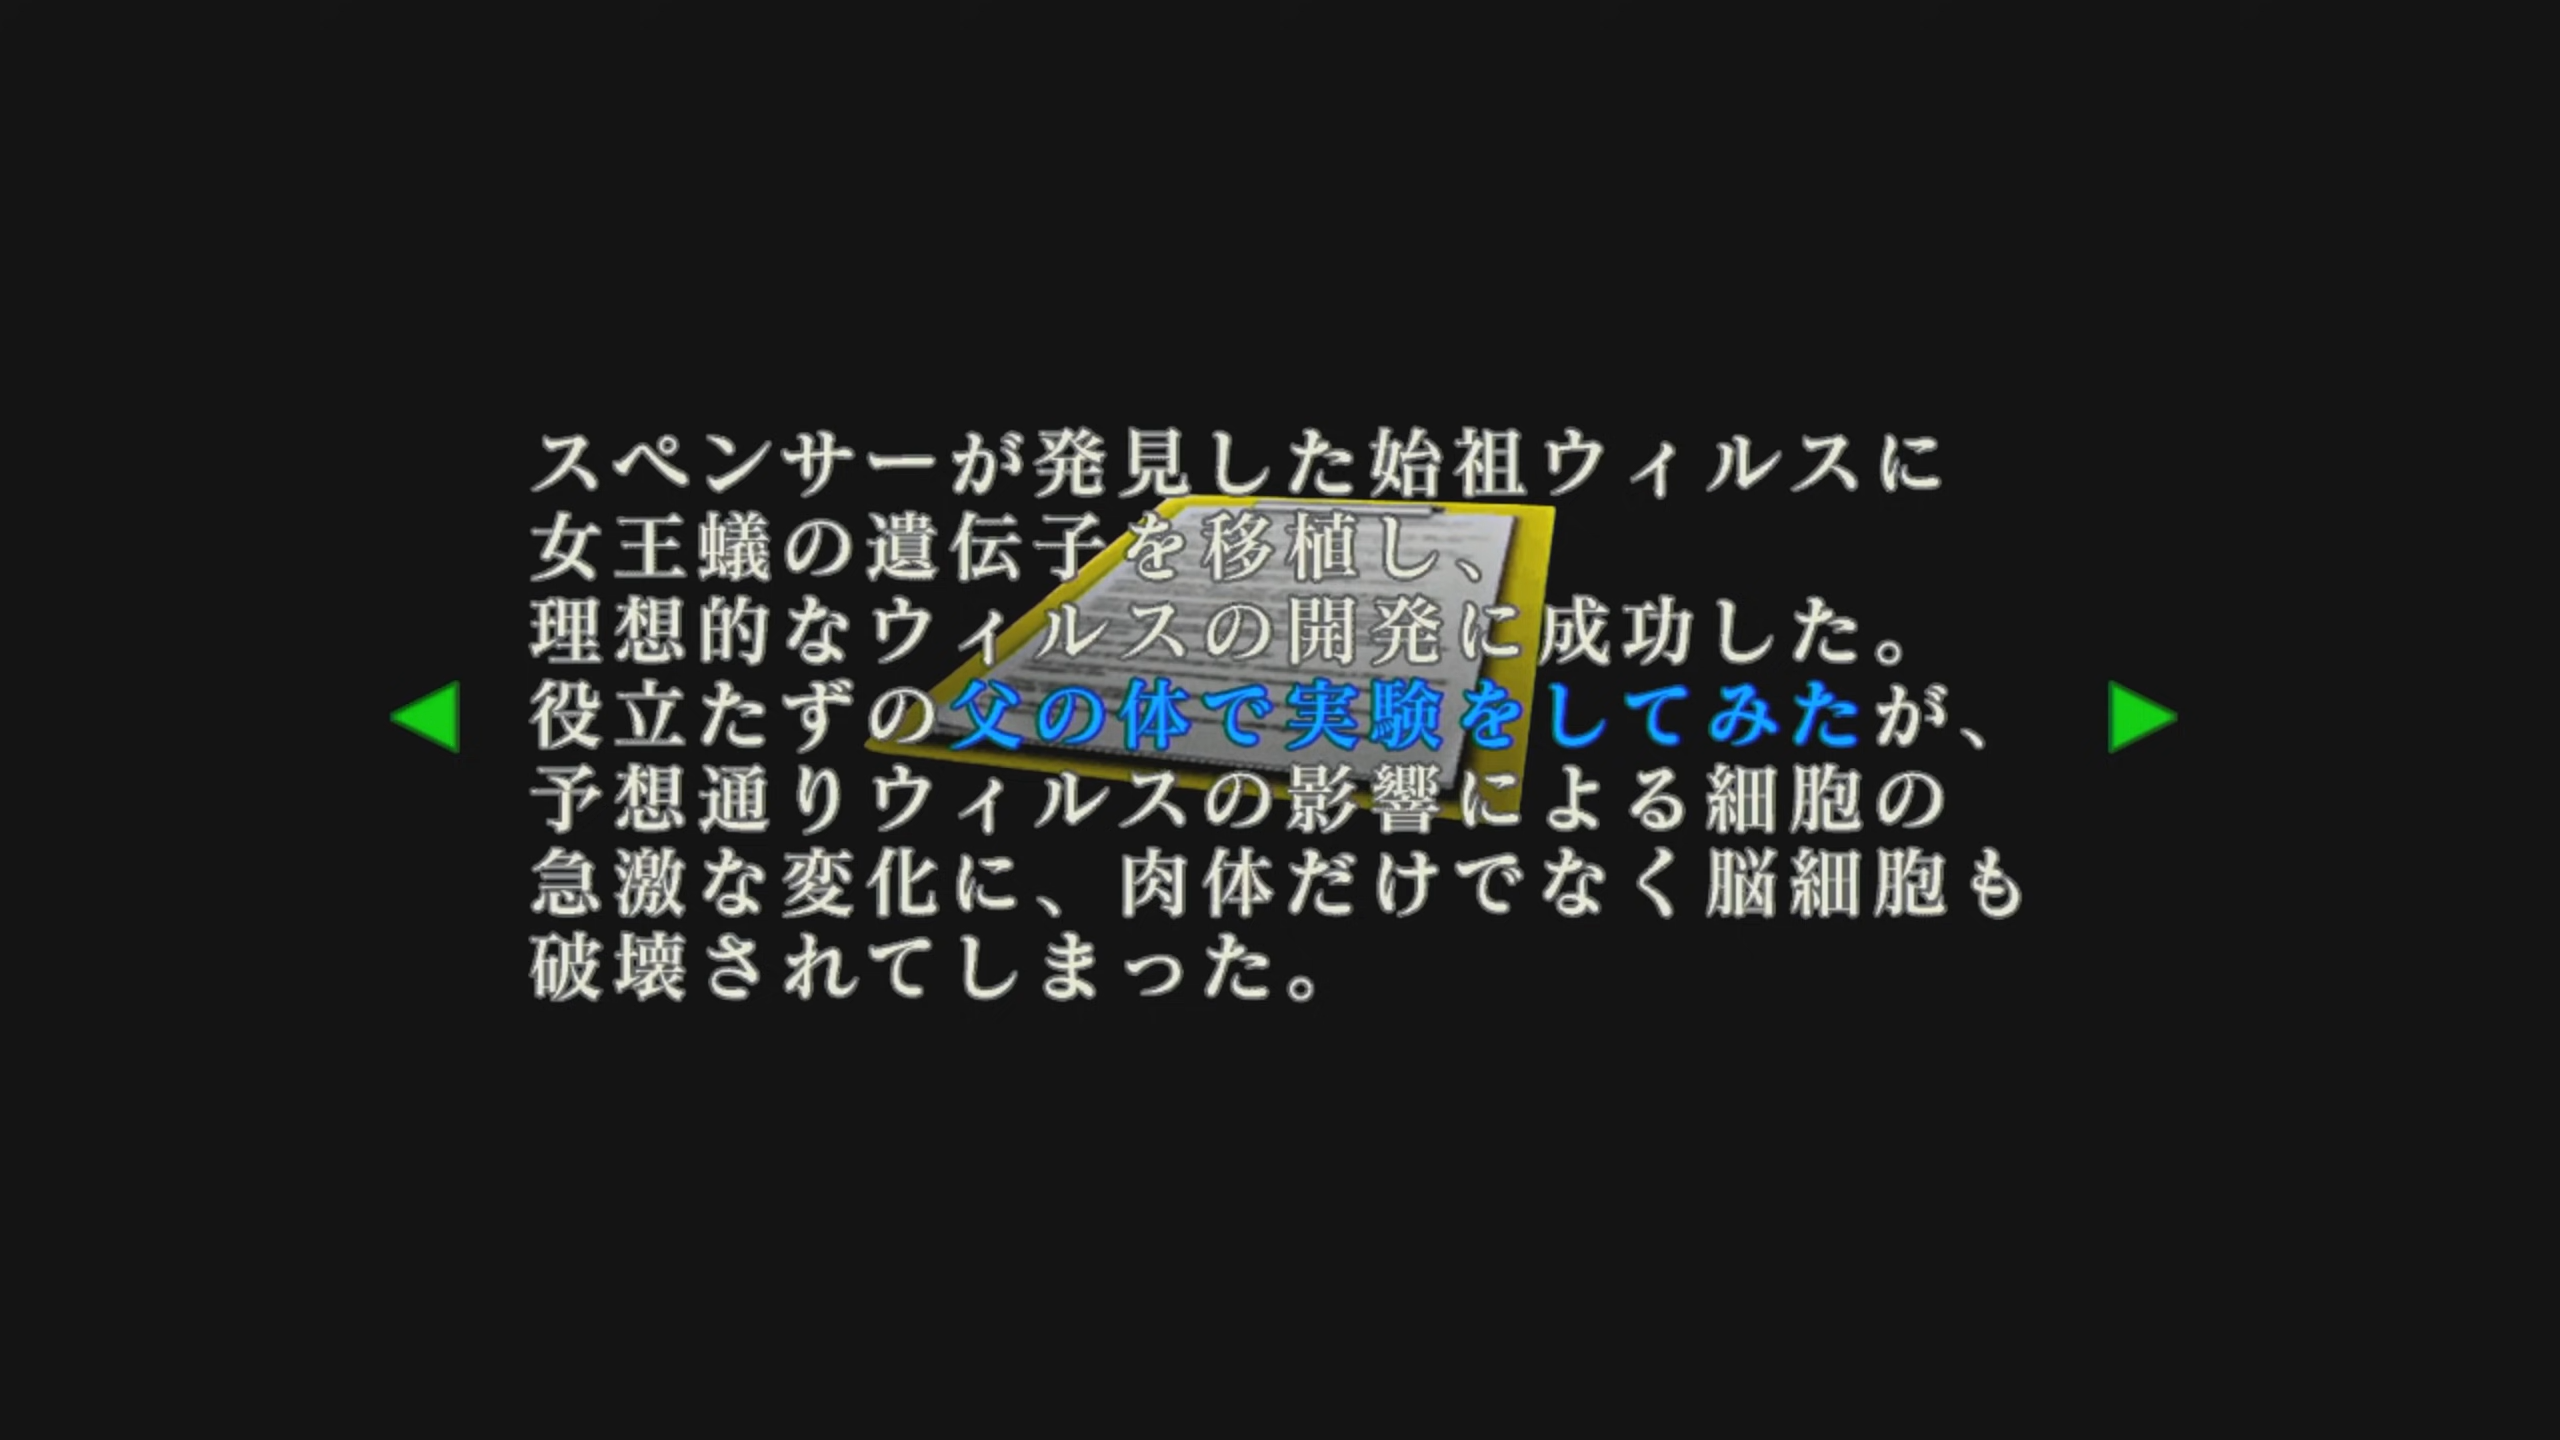 スペンサーが発見した始祖ウィルスに
女王蟻の遺伝子を移植し、
理想的なウィルスの開発に成功した。
役立たずの父の体で実験をしてみたが、
予想通りウィルスの影響による細胞の
急激な変化に、肉体だけでなく脳細胞も
破壊されてしまった。